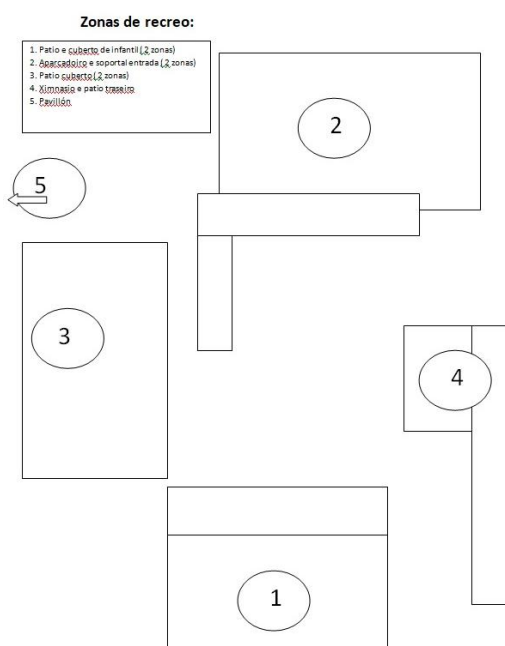 Zonas de recreo:
1. Patio e cuberto de infantil (2 zonas)
2. Aparcadoiro e soportal entrada (2 zonas)
3. Patio cuberto (2 zonas)
4. Ximnasio e patio traseiro
5. Pavillón
2
5
3
4
1